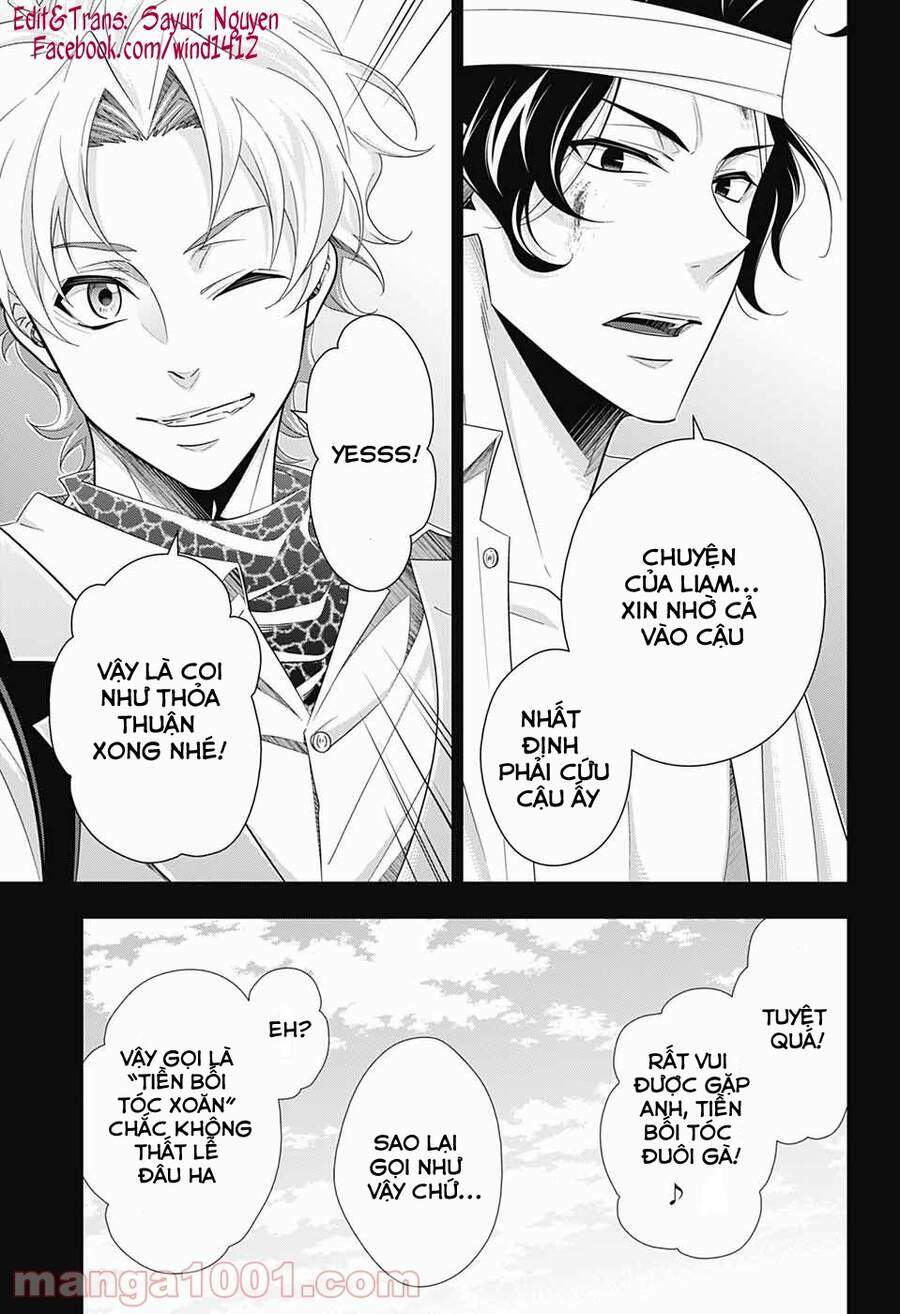 Edit&Trans: Sayuri Nguyen
Facebook.com/wind1412
CHUYỆN
CỦA LIAM...
XIN NHỜ CẢ
VÀO CẬU
NHẤT
ĐỊNH
PHẢI CỨU
CẬU ẤY
YESSS!
VẬY LÀ COI
NHƯ THỎA
THUẬN
XONG NHÉ!
TUYỆT
QUÁ!
RẤT VUI
ĐƯỢC GẶP
ANH, TIỀN
BỐI TÓC
ĐUÔI GÀ!
♪
SAO LẠI
GỌI NHƯ
VẬY CHỨ...
EH?
VẬY GỌI LÀ
"TIỀN BỐI
TÓC XOĂN"
CHẮC KHÔNG
THẤT LỄ
ĐÂU HA
manga1001.com